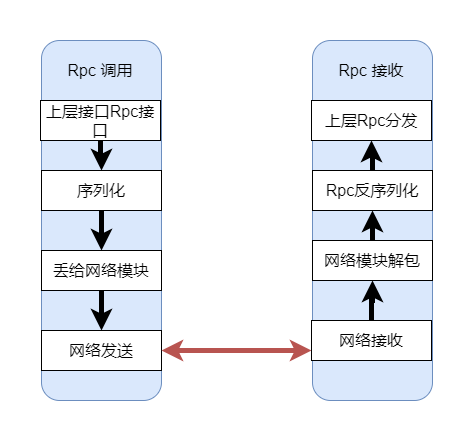 Rpc 调用
上层接口Rpc接
口
序列化
丢给网络模块
网络发送
Rpc 接收
上层Rpc分发
Rpc反序列化
网络模块解包
网络接收